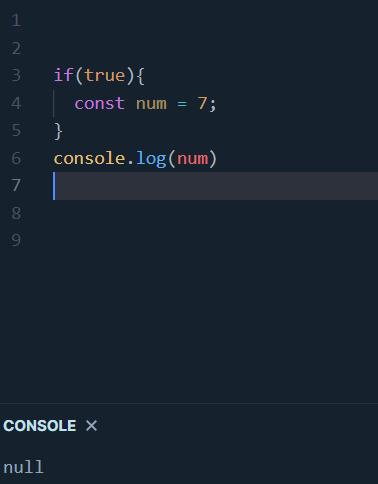 1
2
3 if(true){
4 const num = 7;
5 }
6 console.log(num)
7
8
9
CONSOLE ×
null